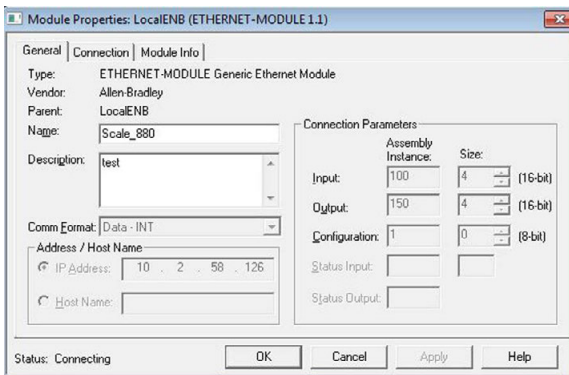 Module Properties: LocalENB (ETHERNET-MODULE 1.1)
General Connection Module Info
Type: ETHERNET-MODULE Generic Ethernet Module
Vendor: Allen-Bradley
Parent: LocalENB
Name: Scale_880
Description: test
Comm Format: Data - INT
Address / Host Name
IP Address: 10 . 2 . 58 . 126
Host Name:
Connection Parameters
Assembly Instance: Size:
Input: 100 4 (16-bit)
Output: 150 4 (16-bit)
Configuration: 1 0 (8-bit)
Status Input:
Status Output:
Status: Connecting
OK Cancel Apply Help